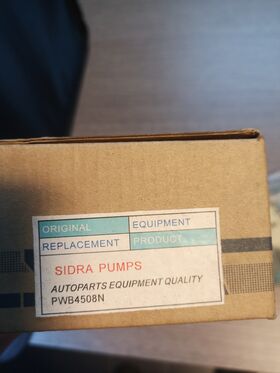 ORIGINAL EQUIPMENT
REPLACEMENT PRODUCT
SIDRA PUMPS
AUTOPARTS EQUIPMENT QUALITY
PWB4508N